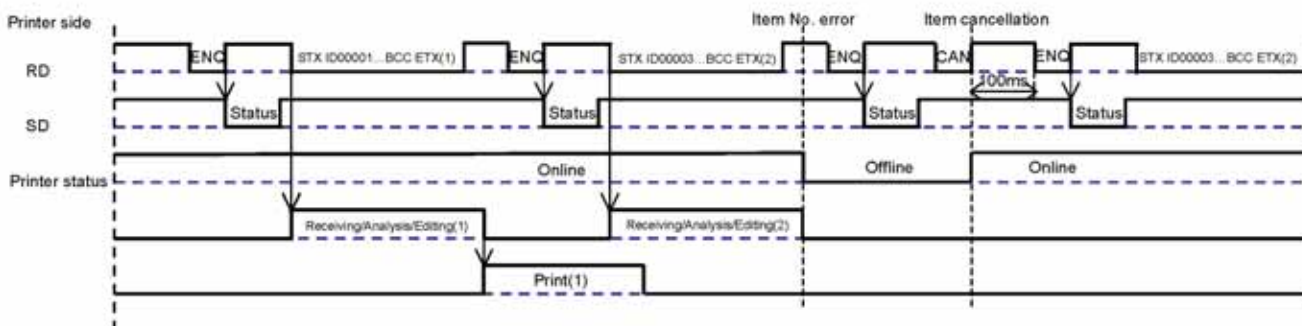 Printer side
Item No. error
Item cancellation
ENQ
STX ID00001...BCC ETX(1)
ENQ
STX ID00003...BCC ETX(2)
ENQ
CAN
ENQ
STX ID00003...BCC ETX(2)
RD
100ms
Status
Status
Status
Status
SD
Online
Offline
Online
Printer status
Receiving/Analysis/Editing(1)
Receiving/Analysis/Editing(2)
Print(1)